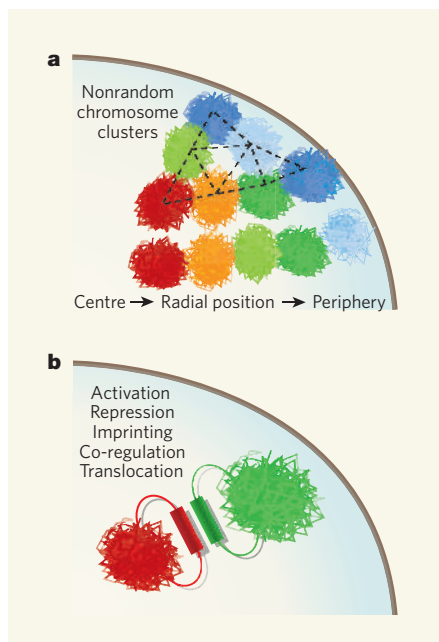 a
Nonrandom
chromosome
clusters
Centre → Radial position → Periphery
b
Activation
Repression
Imprinting
Co-regulation
Translocation